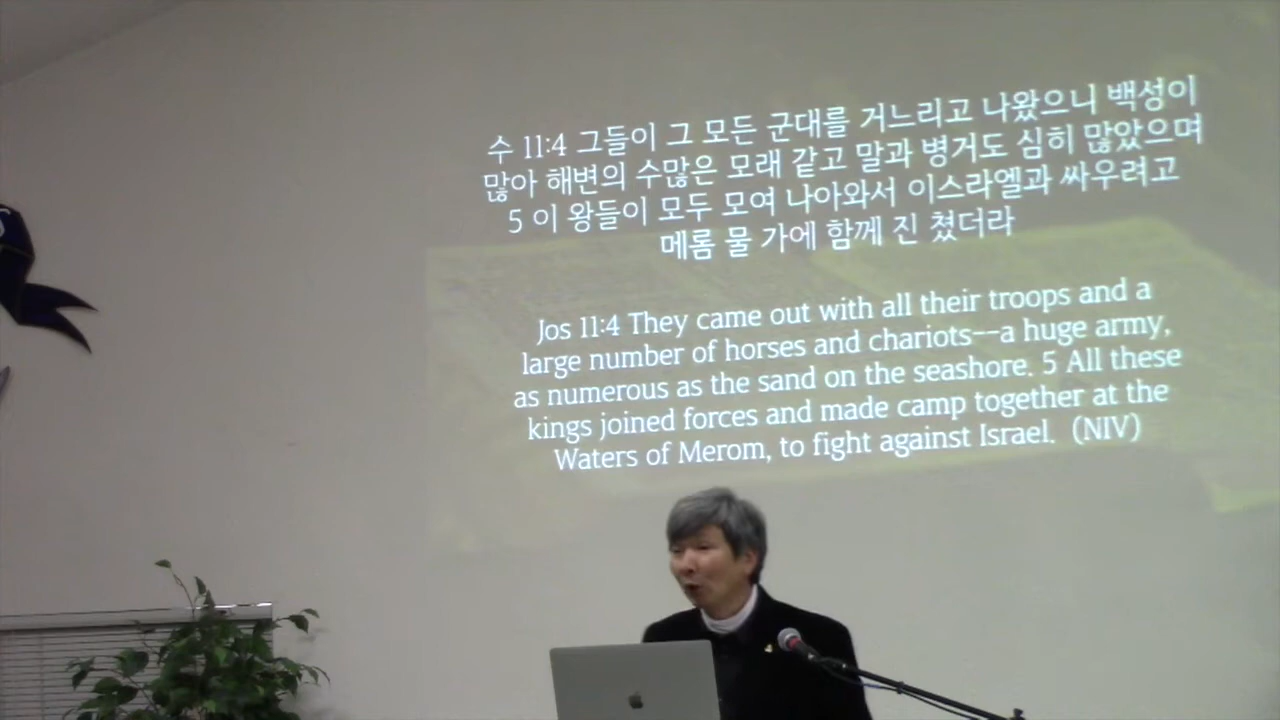 수 11:4 그들이 그 모든 군대를 거느리고 나왔으니 백성이
많아 해변의 수많은 모래 같고 말과 병거도 심히 많았으며
5 이 왕들이 모두 모여 나아와서 이스라엘과 싸우려고
메롬 물 가에 함께 진 쳤더라
Jos 11:4 They came out with all their troops and a
large number of horses and chariots—a huge army,
as numerous as the sand on the seashore. 5 All these
kings joined forces and made camp together at the
Waters of Merom, to fight against Israel. (NIV)